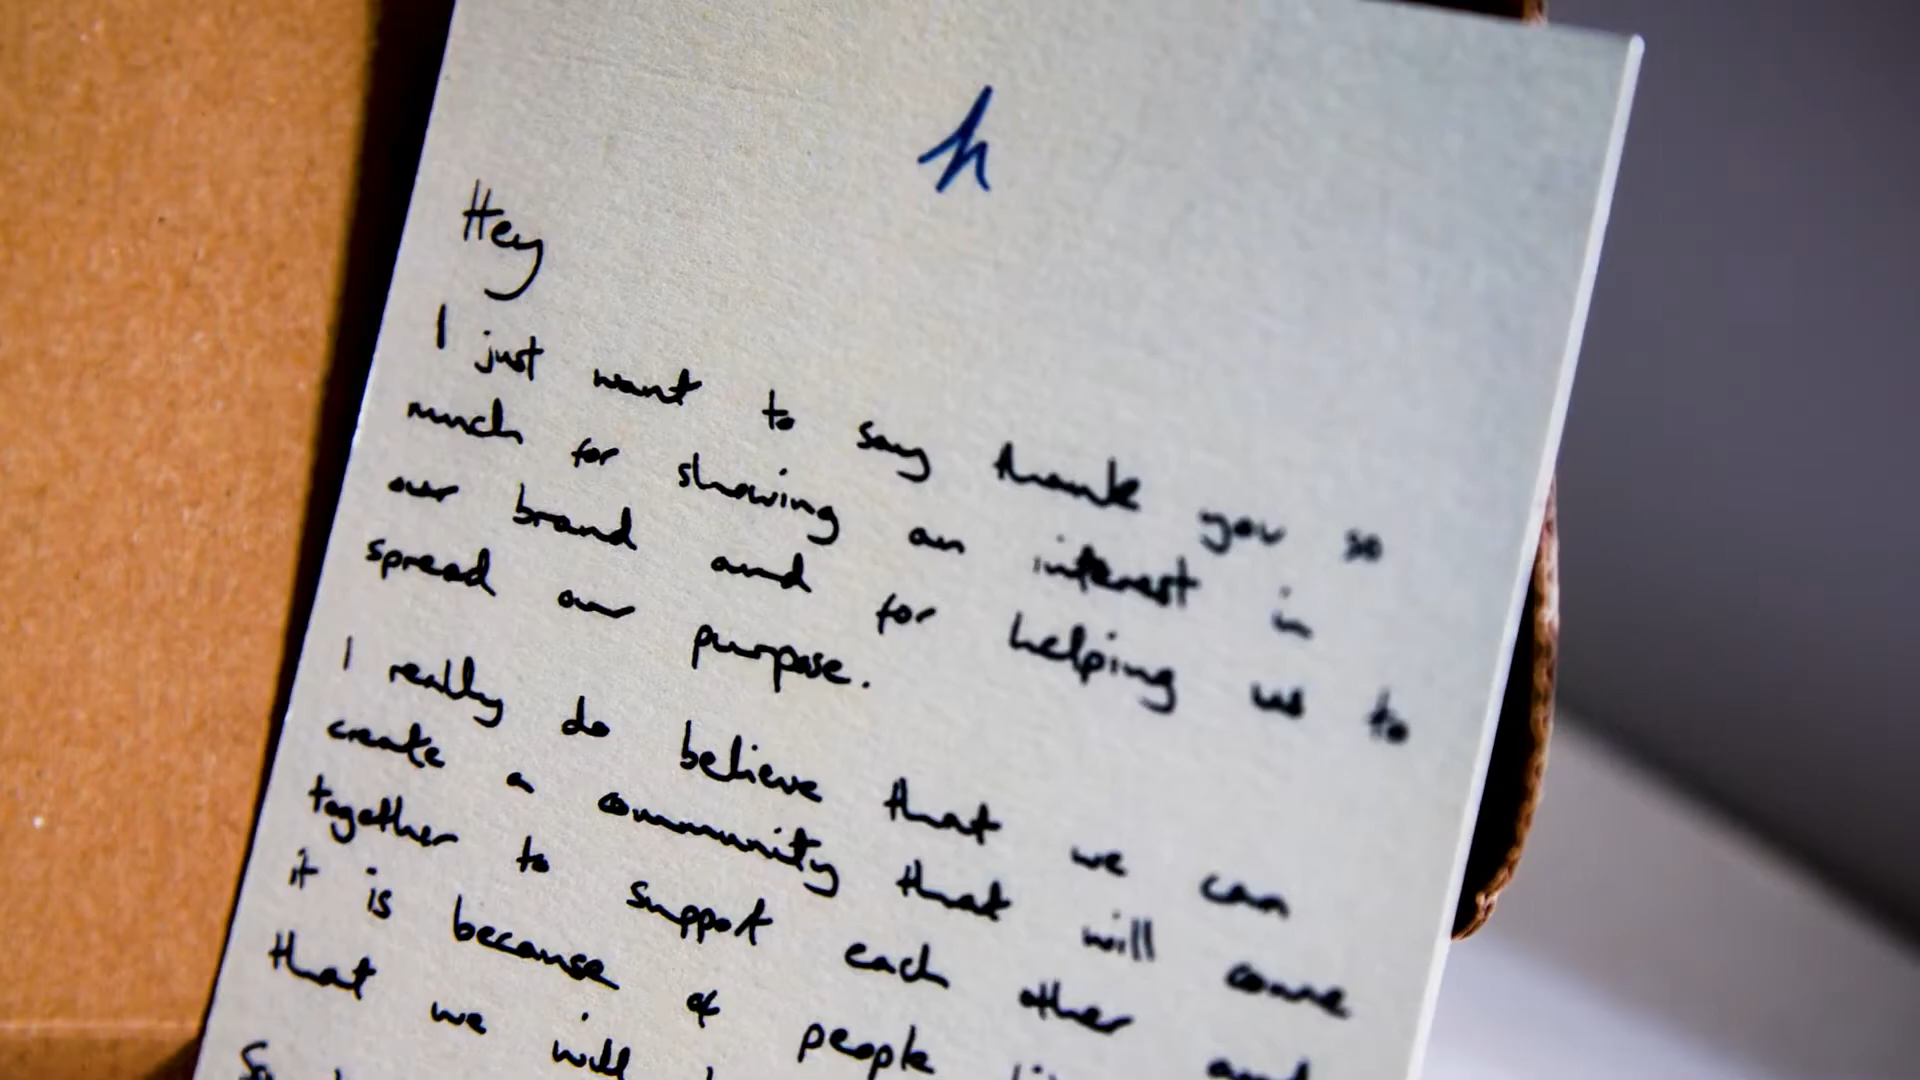 h
Hey
I just want to say thank you so
much for showing an interest in
our brand and for helping us to
spread our purpose.
I really do believe that we can
create a community that will come
together to support each other and
it is because of people
that we will